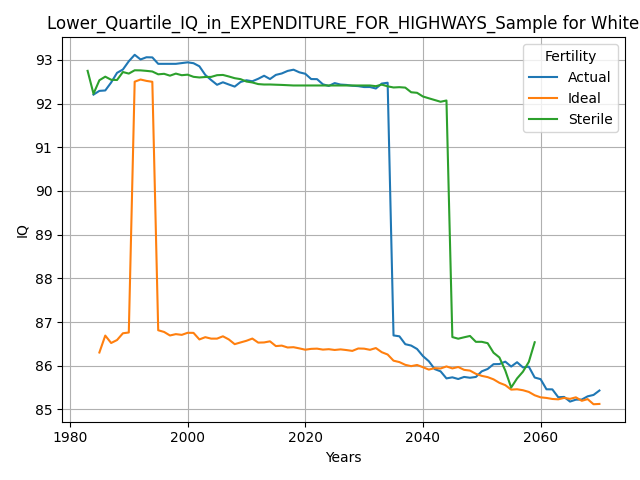 Lower_Quartile_IQ_in_EXPENDITURE_FOR_HIGHWAYS_Sample for White
Fertility
Actual
Ideal
Sterile
93
92
91
90
89
88
87
86
85
IQ
1980
2000
2020
2040
2060
Years